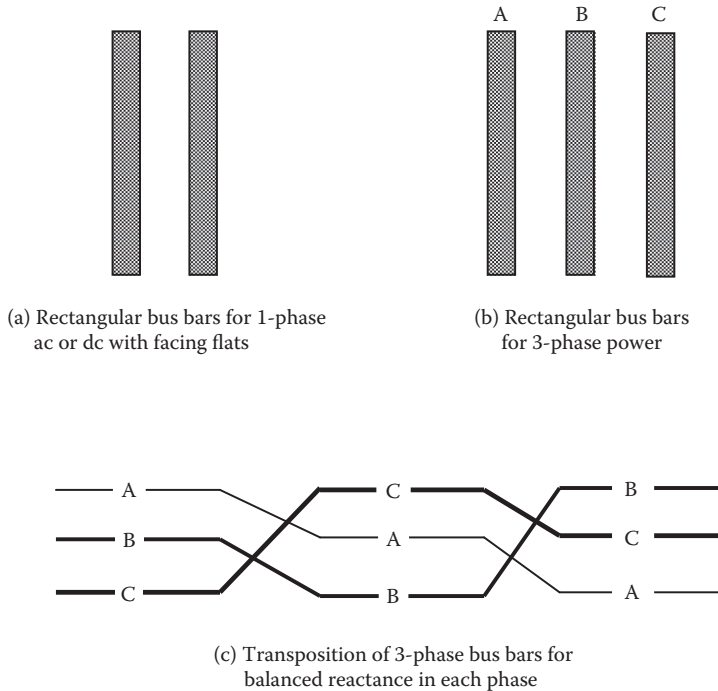 A B C
(a) Rectangular bus bars for 1-phase
ac or dc with facing flats
(b) Rectangular bus bars
for 3-phase power
A
B
C
C
A
B
B
C
A
(c) Transposition of 3-phase bus bars for
balanced reactance in each phase